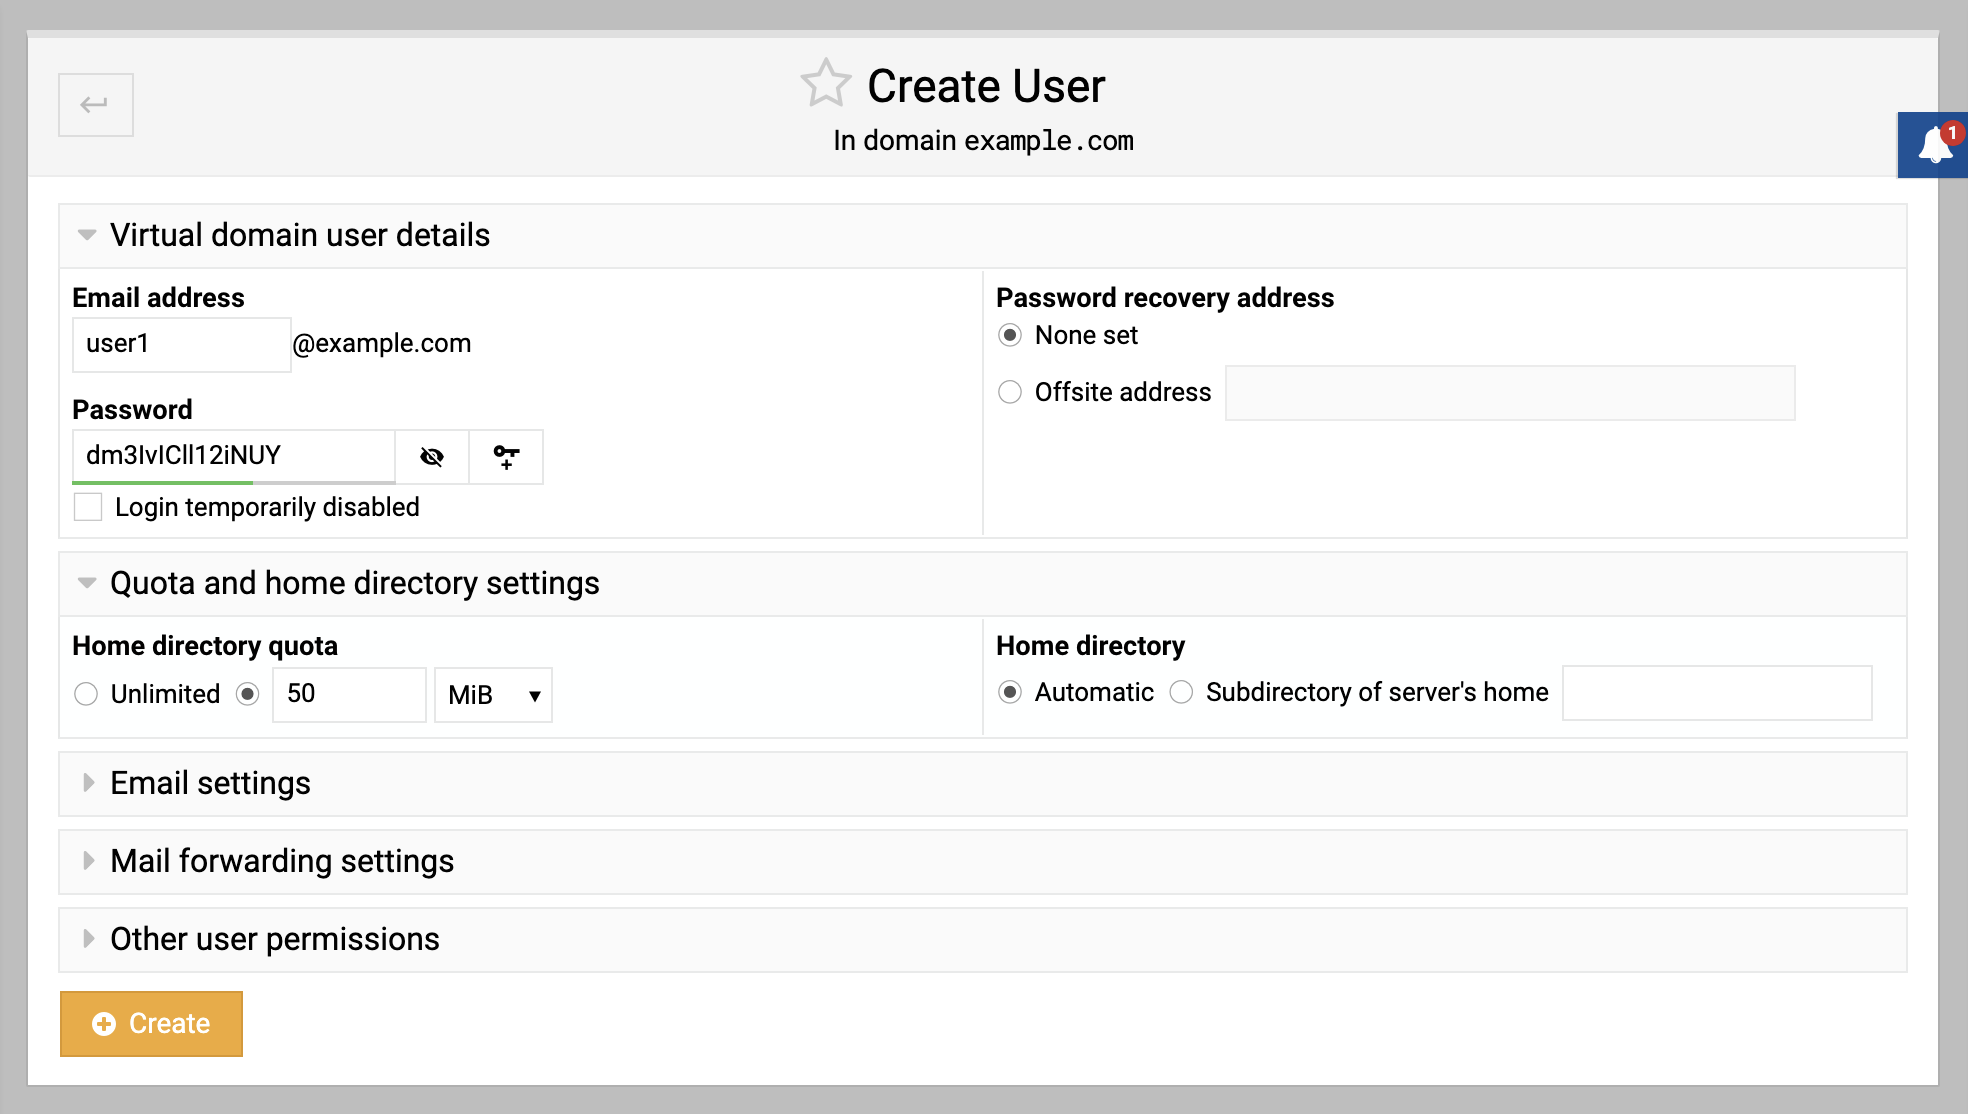 Create User
In domain example.com
1
Virtual domain user details
Email address
user1 @example.com
Password
dm3IvICll12iNUY
Login temporarily disabled
Password recovery address
None set
Offsite address
Quota and home directory settings
Home directory quota
Unlimited 50 MiB
Home directory
Automatic Subdirectory of server's home
Email settings
Mail forwarding settings
Other user permissions
Create